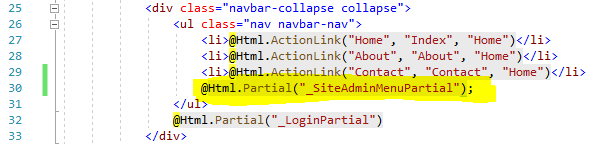 25 <div class="navbar-collapse collapse">
26 <ul class="nav navbar-nav">
27 <li>@Html.ActionLink("Home", "Index", "Home")</li>
28 <li>@Html.ActionLink("About", "About", "Home")</li>
29 <li>@Html.ActionLink("Contact", "Contact", "Home")</li>
30 @Html.Partial("_SiteAdminMenuPartial");
31 </ul>
32 @Html.Partial("_LoginPartial")
33 </div>